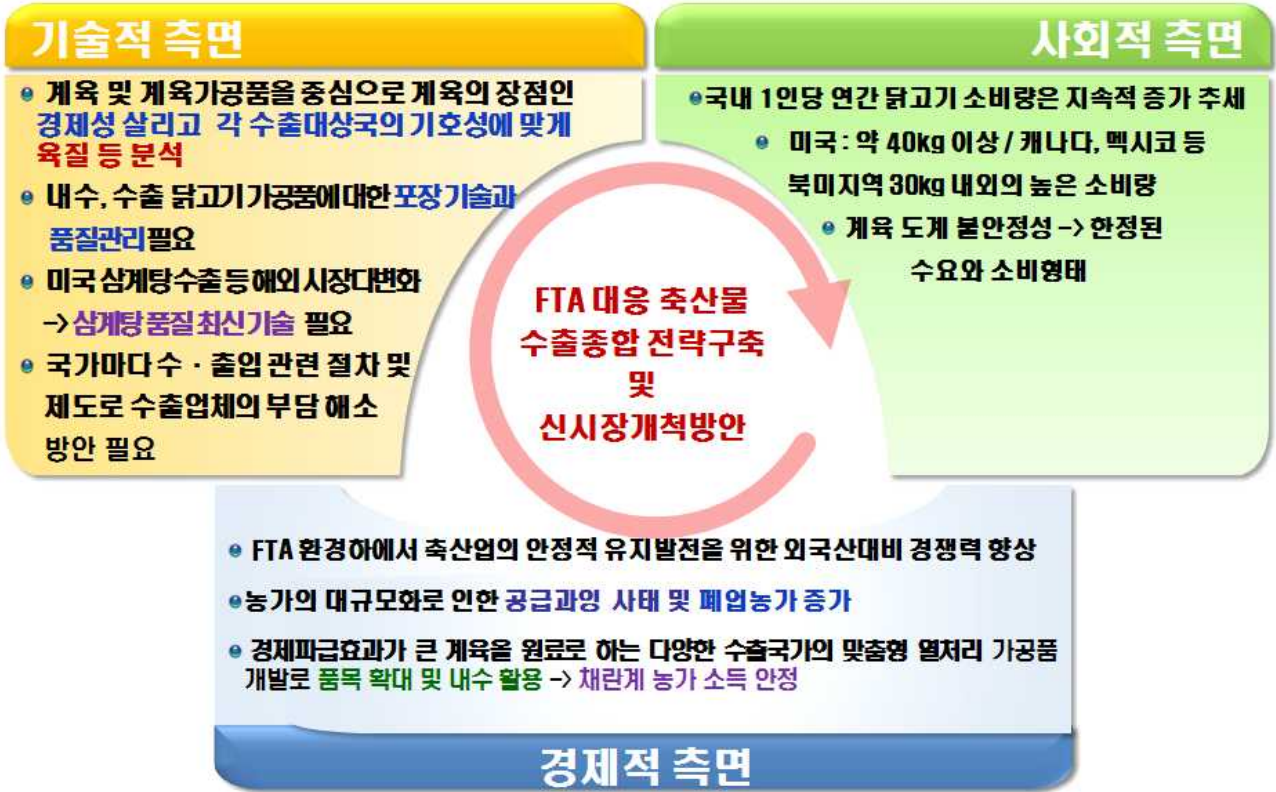 기술적 측면
계육 및 계육가공품을 중심으로 계육의 장점인
경제성 살리고 각 수출대상국의 기호성에 맞게
육질 등 분석
내수, 수출 닭고기가공품에대한 포장기술과
품질관리필요
미국삼계탕수출등해외시장다변화
->삼계탕품질최신기술 필요
국가마다 수·출입 관련 절차 및
제도로 수출업체의 부담 해소
방안 필요
사회적 측면
국내 1인당 연간 닭고기 소비량은 지속적 증가 추세
미국 : 약 40kg 이상 / 캐나다, 멕시코 등
북미지역 30kg 내외의 높은 소비량
계육 도계 불안정성 -> 한정된
수요와 소비형태
FTA 대응 축산물
수출종합 전략구축
및
신시장개척방안
FTA 환경하에서 축산업의 안정적 유지발전을 위한 외국산대비 경쟁력 향상
농가의 대규모화로 인한 공급과잉 사태 및 폐업농가 증가
경제파급효과가 큰 계육을 원료로 하는 다양한 수출국가의 맞춤형 열처리 가공품
개발로 품목 확대 및 내수 활용 -> 채란계 농가 소득 안정
경제적 측면